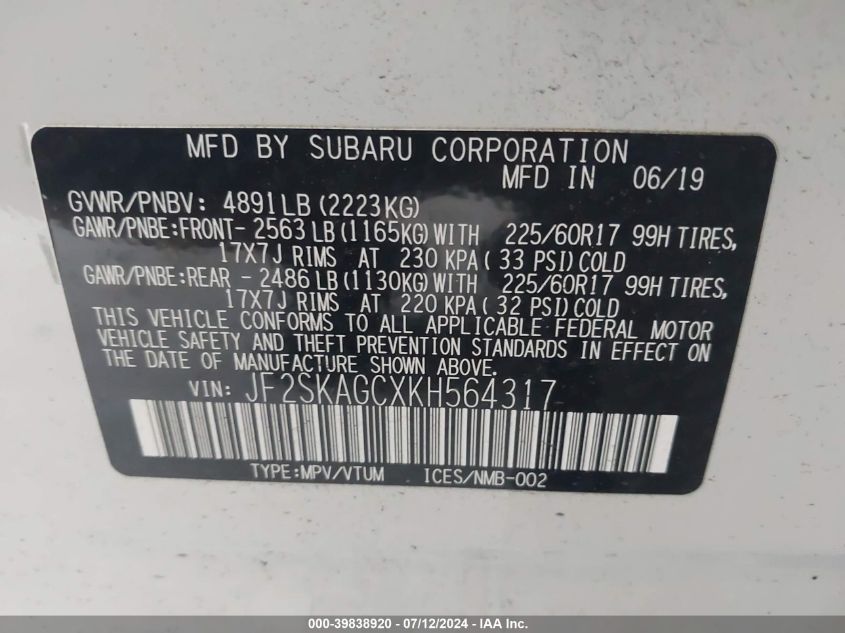 MFD BY SUBARU CORPORATION
MFD IN 06/19
GVWR/PNBV: 4891LB (2223KG)
GAWR/PNBE:FRONT- 2563 LB(1165KG)WITH 225/60R17 99H TIRES,
17X7J RIMS AT 230 KPA( 33 PSI)COLD
GAWR/PNBE:REAR - 2486 LB(1130KG)WITH 225/60R17 99H TIRES,
17X7J RIMS AT 220 KPA( 32 PSI)COLD
THIS VEHICLE CONFORMS TO ALL APPLICABLE FEDERAL MOTOR
VEHICLE SAFETY AND THEFT PREVENTION STANDARDS IN EFFECT ON
THE DATE OF MANUFACTURE SHOWN ABOVE.
VIN: JF2SKAGCXKH564317
TYPE:MPV/VTUM ICES/NMB-002
000-39838920 - 07/12/2024 - IAA Inc.